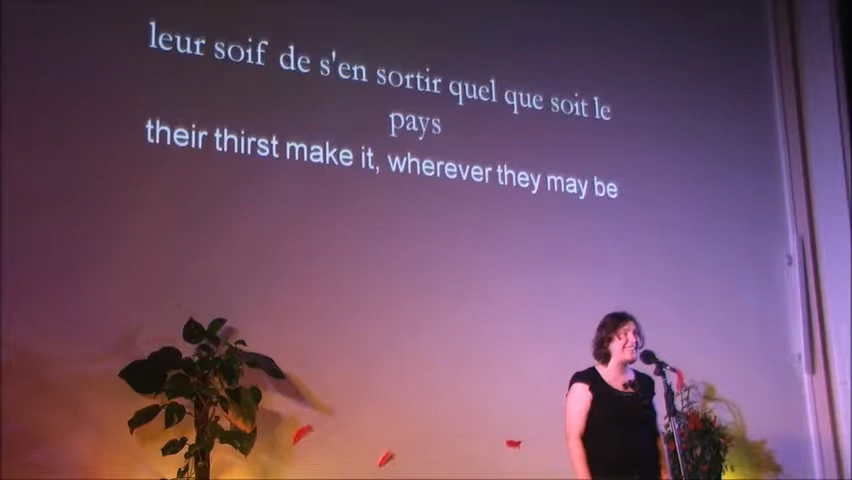 leur soif de s'en sortir quel que soit le
pays
their thirst make it, wherever they may be